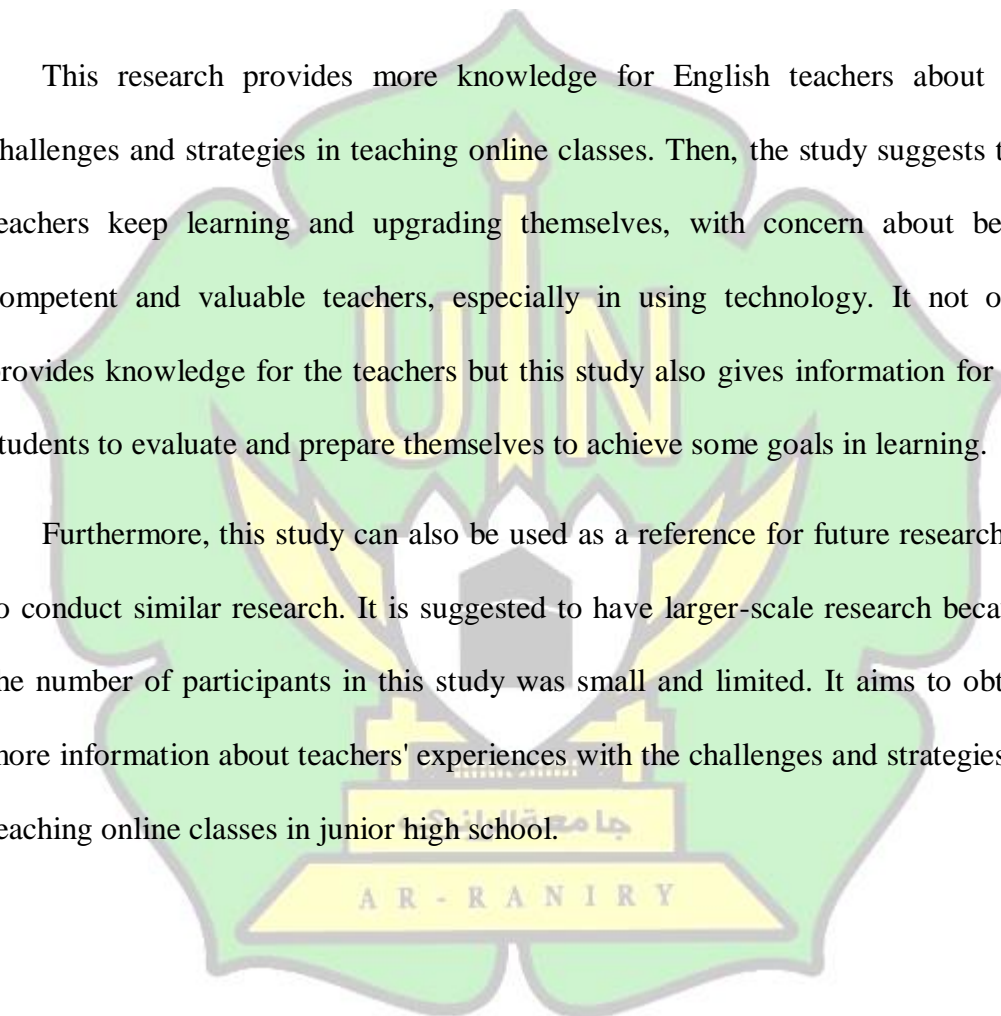 This research provides more knowledge for English teachers about
hallenges and strategies in teaching online classes. Then, the study suggests t
eachers keep learning and upgrading themselves, with concern about be
ompetent and valuable teachers, especially in using technology. It not o
rovides knowledge for the teachers but this study also gives information for
tudents to evaluate and prepare themselves to achieve some goals in learning.
Furthermore, this study can also be used as a reference for future research
o conduct similar research. It is suggested to have larger-scale research beca
he number of participants in this study was small and limited. It aims to obt
more information about teachers' experiences with the challenges and strategies
eaching online classes in junior high school.
UIN
جامعة
AR-RANIRY